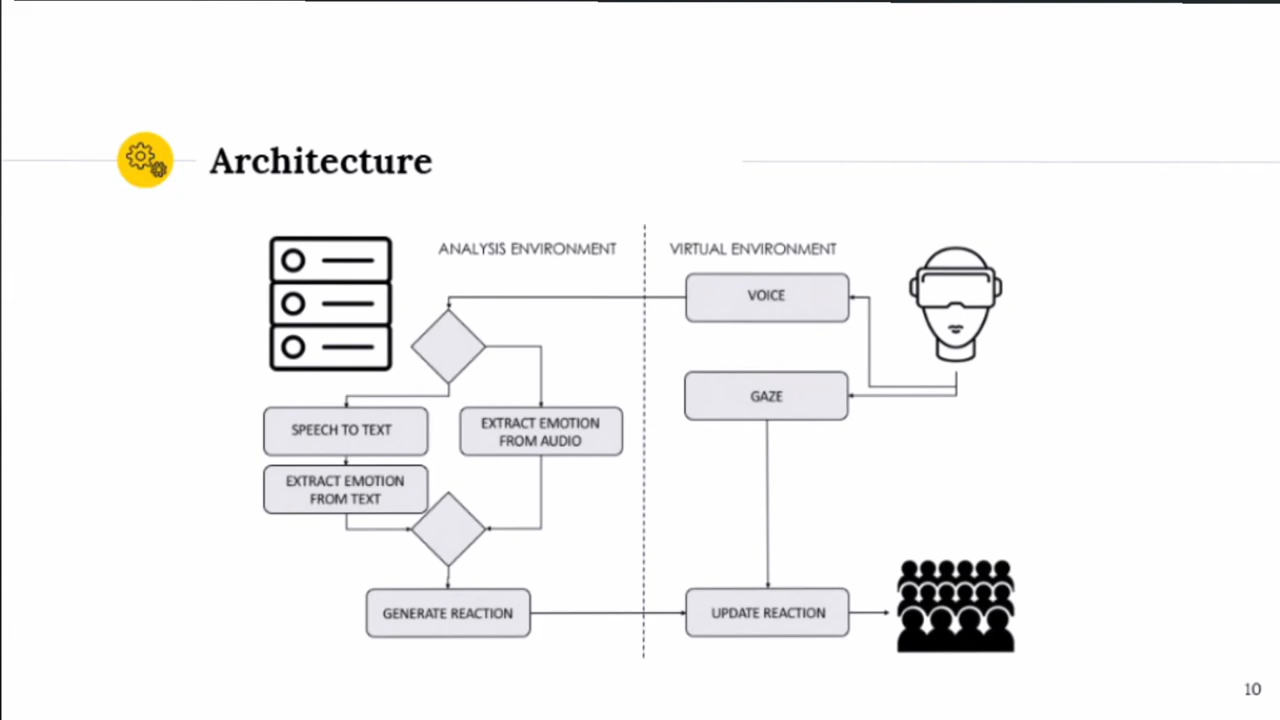 Architecture
ANALYSIS ENVIRONMENT
VIRTUAL ENVIRONMENT
VOICE
GAZE
SPEECH TO TEXT
EXTRACT EMOTION
FROM AUDIO
EXTRACT EMOTION
FROM TEXT
GENERATE REACTION
UPDATE REACTION
10